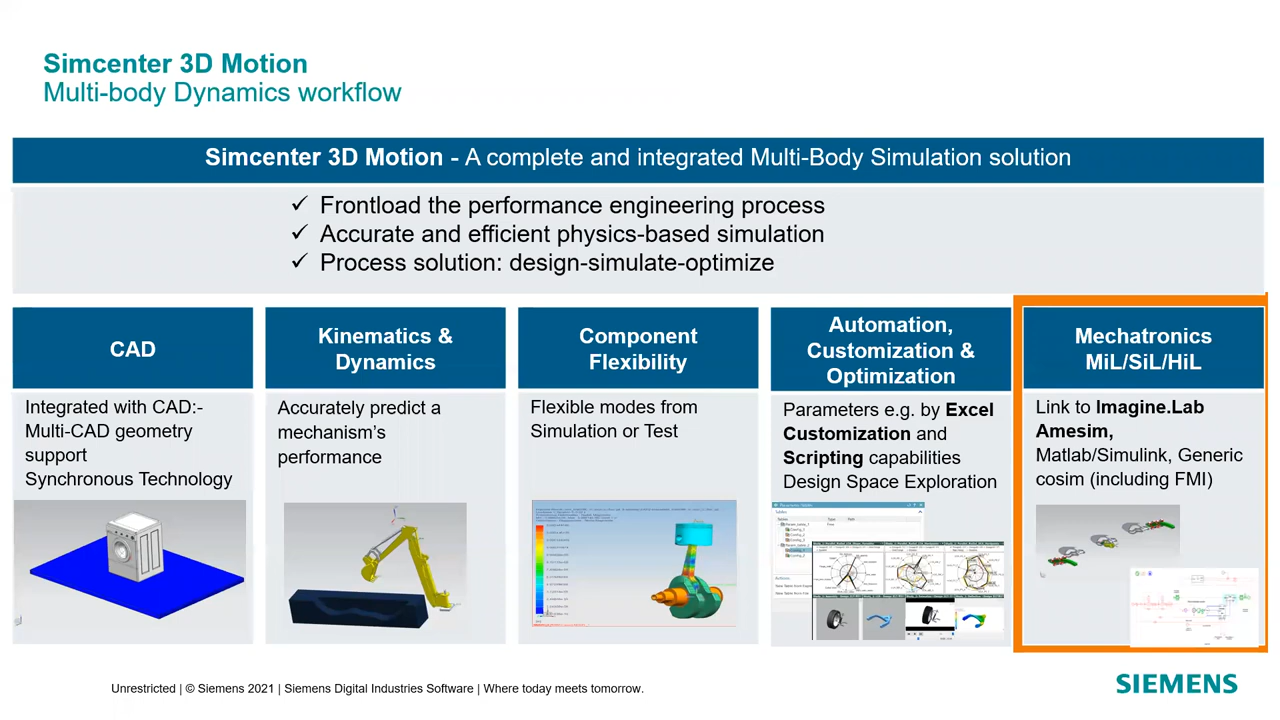 Simcenter 3D Motion
Multi-body Dynamics workflow
Simcenter 3D Motion - A complete and integrated Multi-Body Simulation solution
✓ Frontload the performance engineering process
✓ Accurate and efficient physics-based simulation
✓ Process solution: design-simulate-optimize
CAD
Integrated with CAD:-
Multi-CAD geometry
support
Synchronous Technology
Kinematics &
Dynamics
Accurately predict a
mechanism's
performance
Component
Flexibility
Flexible modes from
Simulation or Test
Automation,
Customization &
Optimization
Parameters e.g. by Excel
Customization and
Scripting capabilities
Design Space Exploration
Mechatronics
MiL/SiL/HiL
Link to Imagine.Lab
Amesim,
Matlab/Simulink, Generic
cosim (including FMI)
Unrestricted | © Siemens 2021 | Siemens Digital Industries Software | Where today meets tomorrow.
SIEMENS